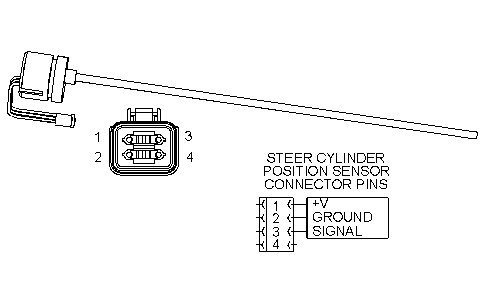 1 3
2 4
STEER CYLINDER
POSITION SENSOR
CONNECTOR PINS
1 +V
2 GROUND
3 SIGNAL
4